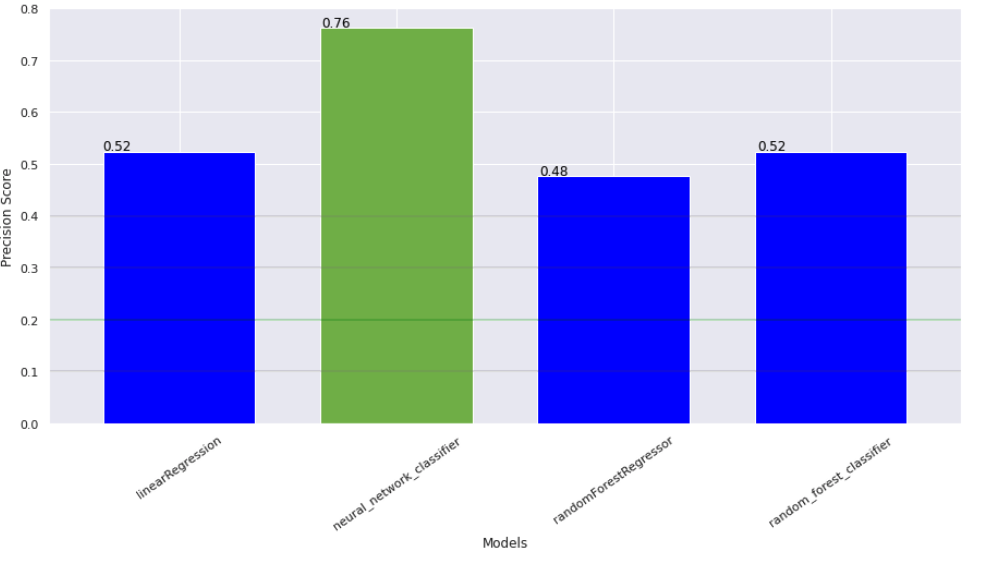 0.8
0.7
0.6
0.5
0.4
0.3
0.2
0.1
0.0
Precision Score
0.52
0.76
0.48
0.52
linearRegression
neural_network_classifier
randomForestRegressor
random_forest_classifier
Models